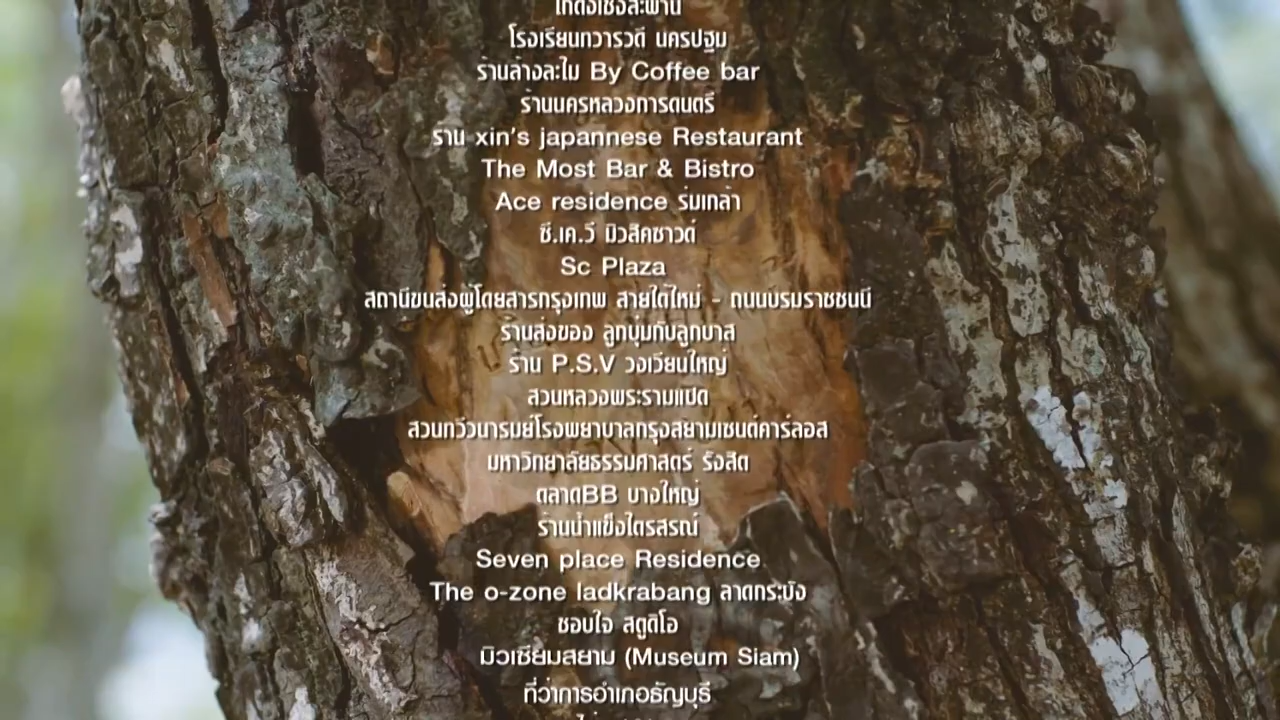 โรงเรียนทวารวดี นครปฐม
ร้านล้างละไม By Coffee bar
ร้านนครหลวงการดนตรี
ร้าน xin's japannese Restaurant
The Most Bar & Bistro
Ace residence ร่มเกล้า
ซี.เค.วี มิวสิคซาวด์
Sc Plaza
สถานีขนส่งผู้โดยสารกรุงเทพ สายใต้ใหม่ - ถนนบรมราชชนนี
ร้านส่งของ ลูกบุ่มกับลูกบาส
ร้าน P.S.V วงเวียนใหญ่
สวนหลวงพระรามแปด
สวนทวีวนารมย์โรงพยาบาลกรุงสยามเซนต์คาร์ลอส
มหาวิทยาลัยธรรมศาสตร์ รังสิต
ตลาดBB บางใหญ่
ร้านน้ำแข็งไตรสรณ์
Seven place Residence
The o-zone ladkrabang ลาดกระบัง
ชอบใจ สตูดิโอ
มิวเซียมสยาม (Museum Siam)
ที่ว่าการอำเภอธัญบุรี